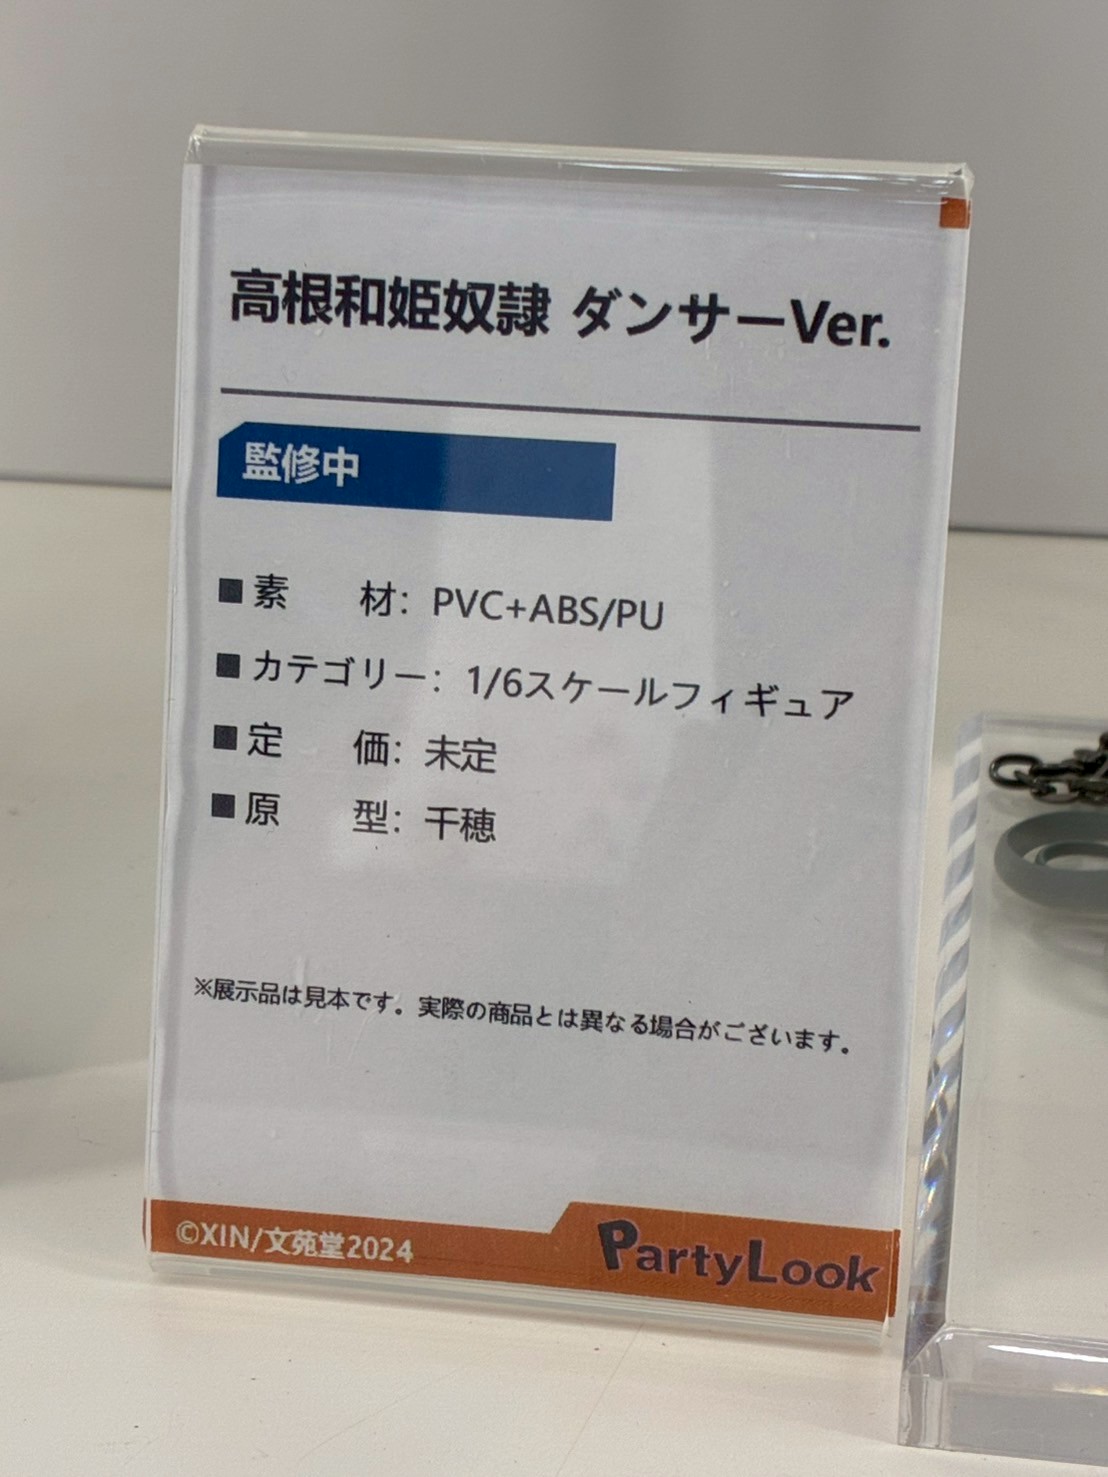 高根和姫奴隷 ダンサーVer.
監修中
■素　　材：PVC+ABS/PU
■カテゴリー：1/6スケールフィギュア
■定　　価：未定
■原　　型：千穂
※展示品は見本です。実際の商品とは異なる場合がございます。
©XIN/文苑堂2024
PartyLook